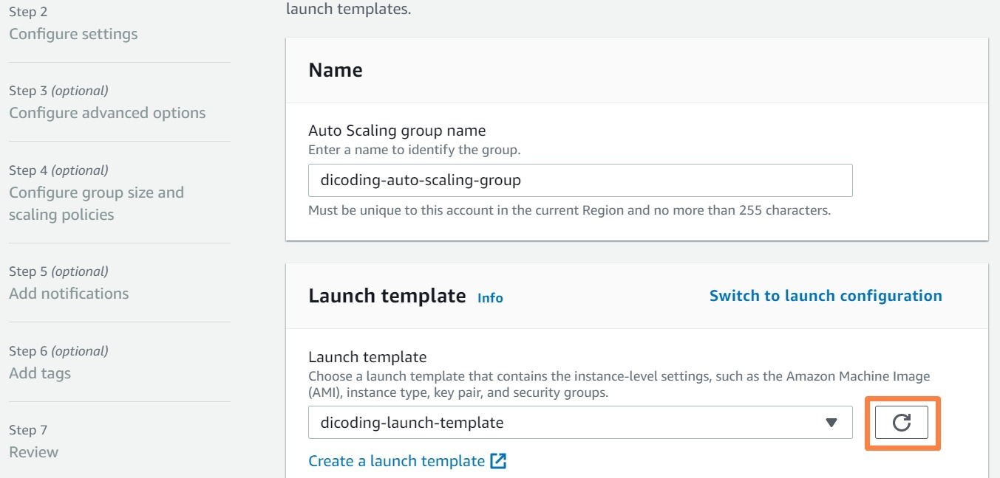 Step 2
Configure settings
Step 3 (optional)
Configure advanced options
Step 4 (optional)
Configure group size and
scaling policies
Step 5 (optional)
Add notifications
Step 6 (optional)
Add tags
Step 7
Review
launch templates.
Name
Auto Scaling group name
Enter a name to identify the group.
dicoding-auto-scaling-group
Must be unique to this account in the current Region and no more than 255 characters.
Launch template Info
Switch to launch configuration
Launch template
Choose a launch template that contains the instance-level settings, such as the Amazon Machine Image
(AMI), instance type, key pair, and security groups.
dicoding-launch-template
Create a launch template